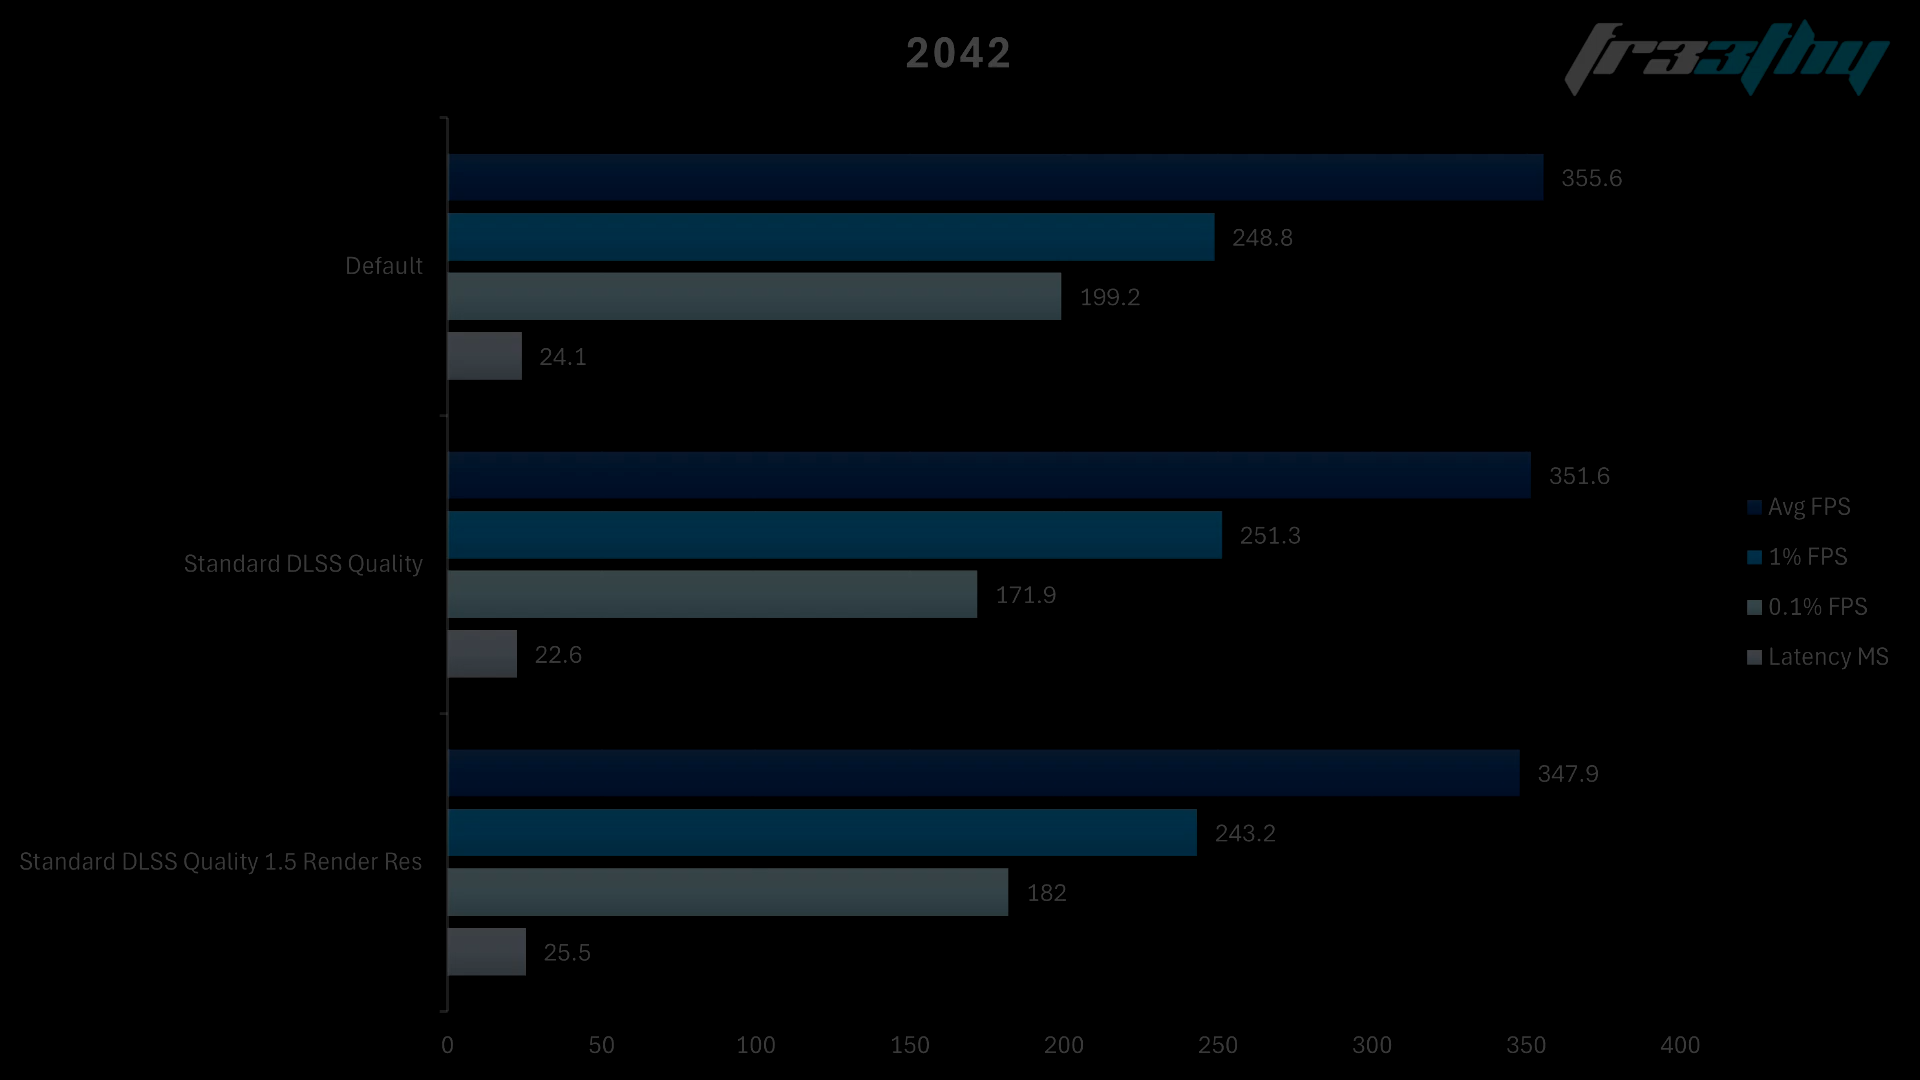 2042
fr33thy
355.6
248.8
Default
199.2
24.1
351.6
251.3
Standard DLSS Quality
171.9
22.6
Avg FPS
1% FPS
0.1% FPS
Latency MS
347.9
243.2
Standard DLSS Quality 1.5 Render Res
182
25.5
0 50 100 150 200 250 300 350 400